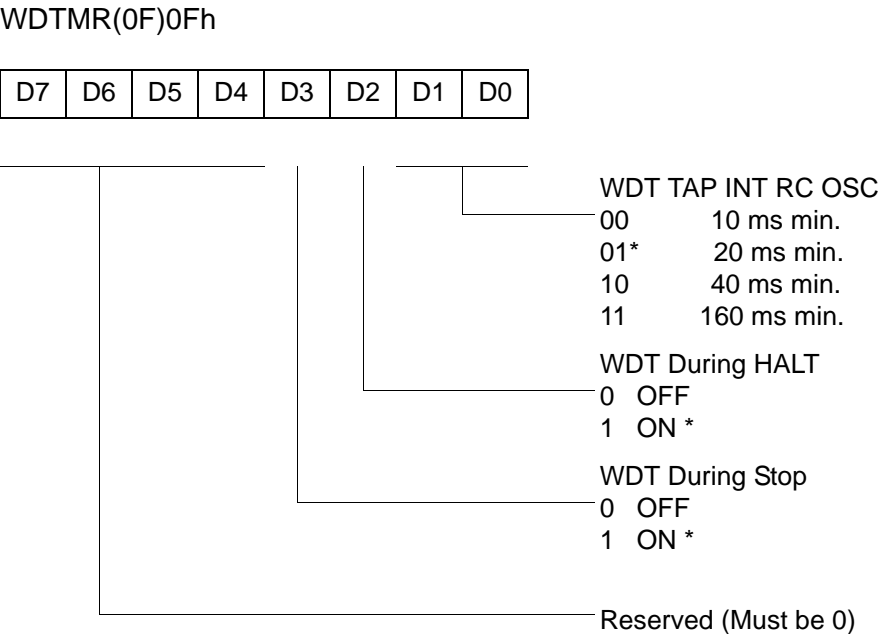 WDTMR(0F)0Fh
D7 D6 D5 D4 D3 D2 D1 D0
WDT TAP INT RC OSC
00 10 ms min.
01* 20 ms min.
10 40 ms min.
11 160 ms min.
WDT During HALT
0 OFF
1 ON *
WDT During Stop
0 OFF
1 ON *
Reserved (Must be 0)